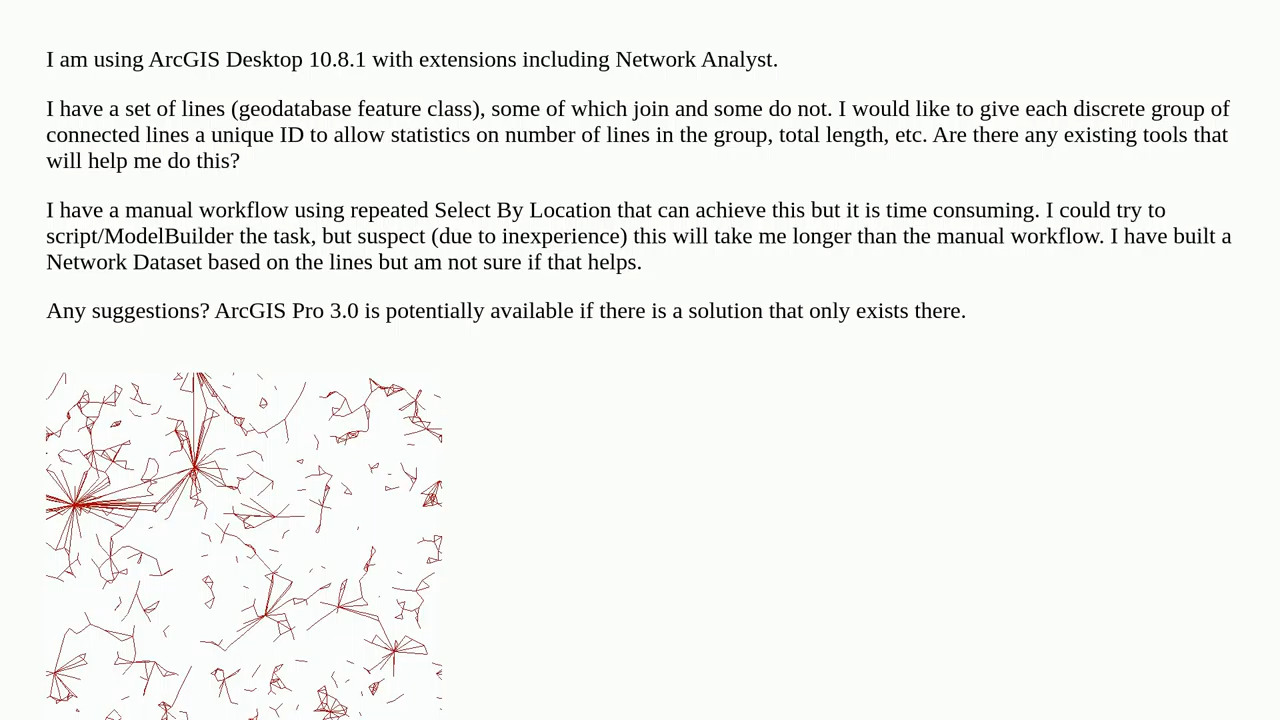 I am using ArcGIS Desktop 10.8.1 with extensions including Network Analyst.
I have a set of lines (geodatabase feature class), some of which join and some do not. I would like to give each discrete group of
connected lines a unique ID to allow statistics on number of lines in the group, total length, etc. Are there any existing tools that
will help me do this?
I have a manual workflow using repeated Select By Location that can achieve this but it is time consuming. I could try to
script/ModelBuilder the task, but suspect (due to inexperience) this will take me longer than the manual workflow. I have built a
Network Dataset based on the lines but am not sure if that helps.
Any suggestions? ArcGIS Pro 3.0 is potentially available if there is a solution that only exists there.